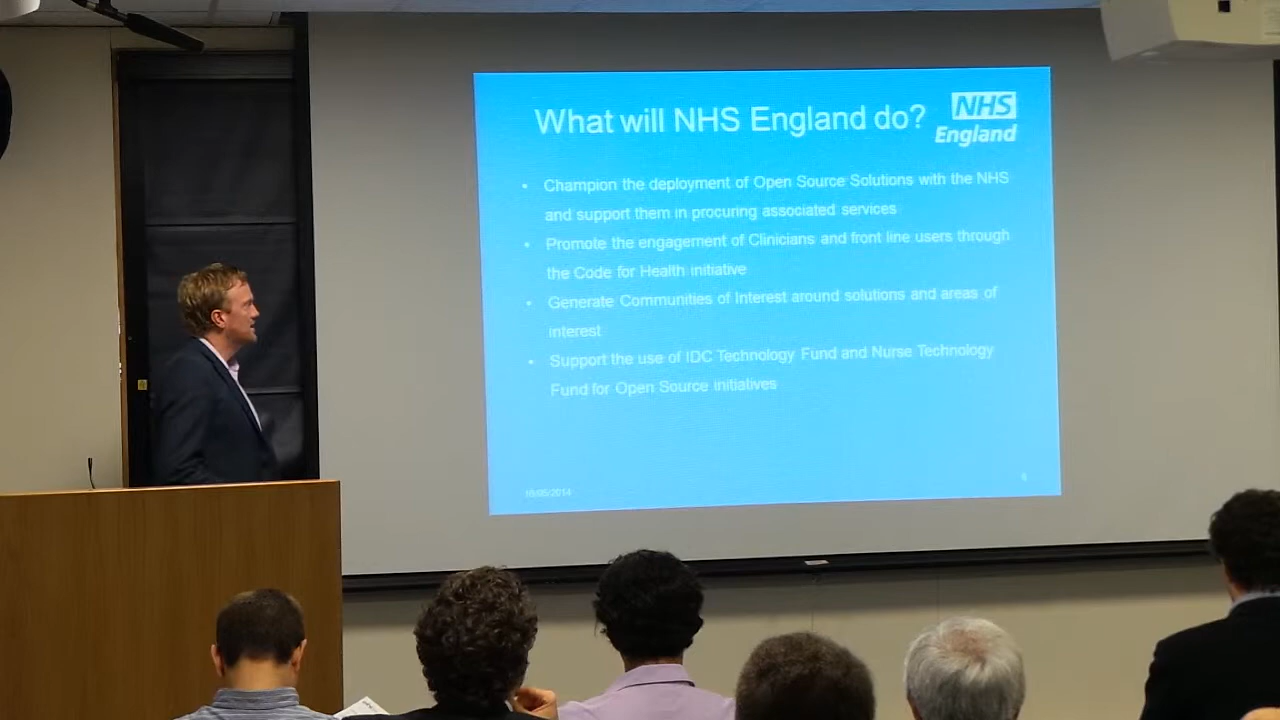 What will NHS England do?
NHS
England
• Champion the deployment of Open Source Solutions with the NHS
and support them in procuring associated services
• Promote the engagement of Clinicians and front line users through
the Code for Health initiative
• Generate Communities of Interest around solutions and areas of
interest
• Support the use of IDC Technology Fund and Nurse Technology
Fund for Open Source initiatives